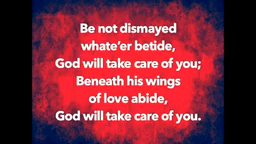 Be not dismayed
whate'er betide,
God will take care of you;
Beneath his wings
of love abide,
God will take care of you.